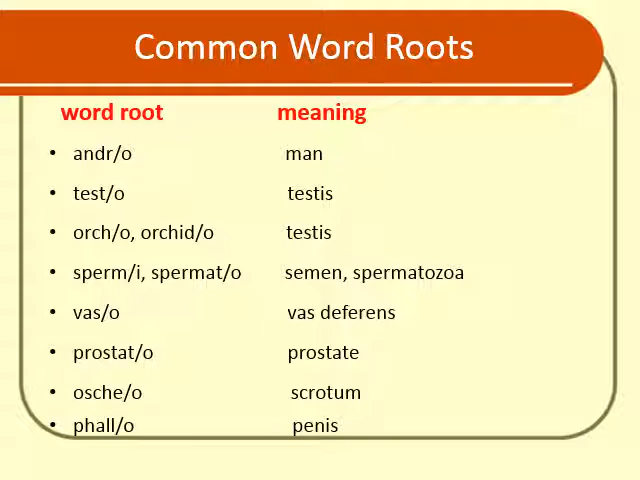 Common Word Roots
word root meaning
• andr/o man
• test/o testis
• orch/o, orchid/o testis
• sperm/i, spermat/o semen, spermatozoa
• vas/o vas deferens
• prostat/o prostate
• osche/o scrotum
• phall/o penis